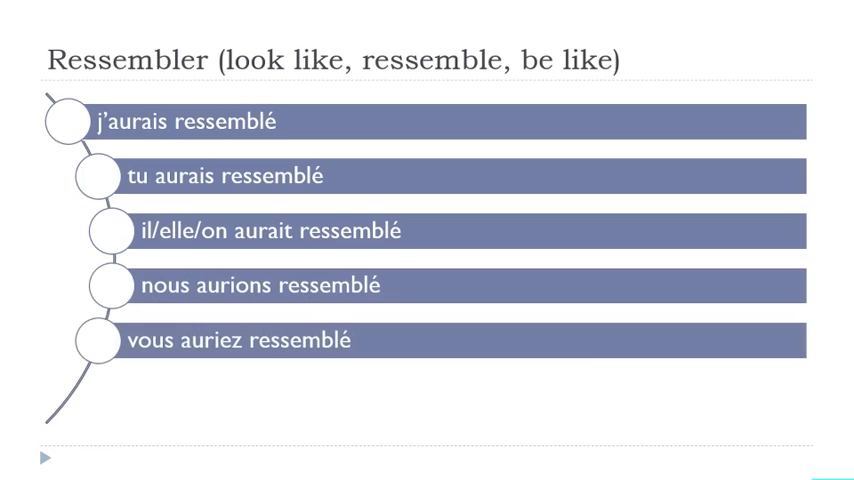 Ressembler (look like, ressemble, be like)
j’aurais ressemblé
tu aurais ressemblé
il/elle/on aurait ressemblé
nous aurions ressemblé
vous auriez ressemblé